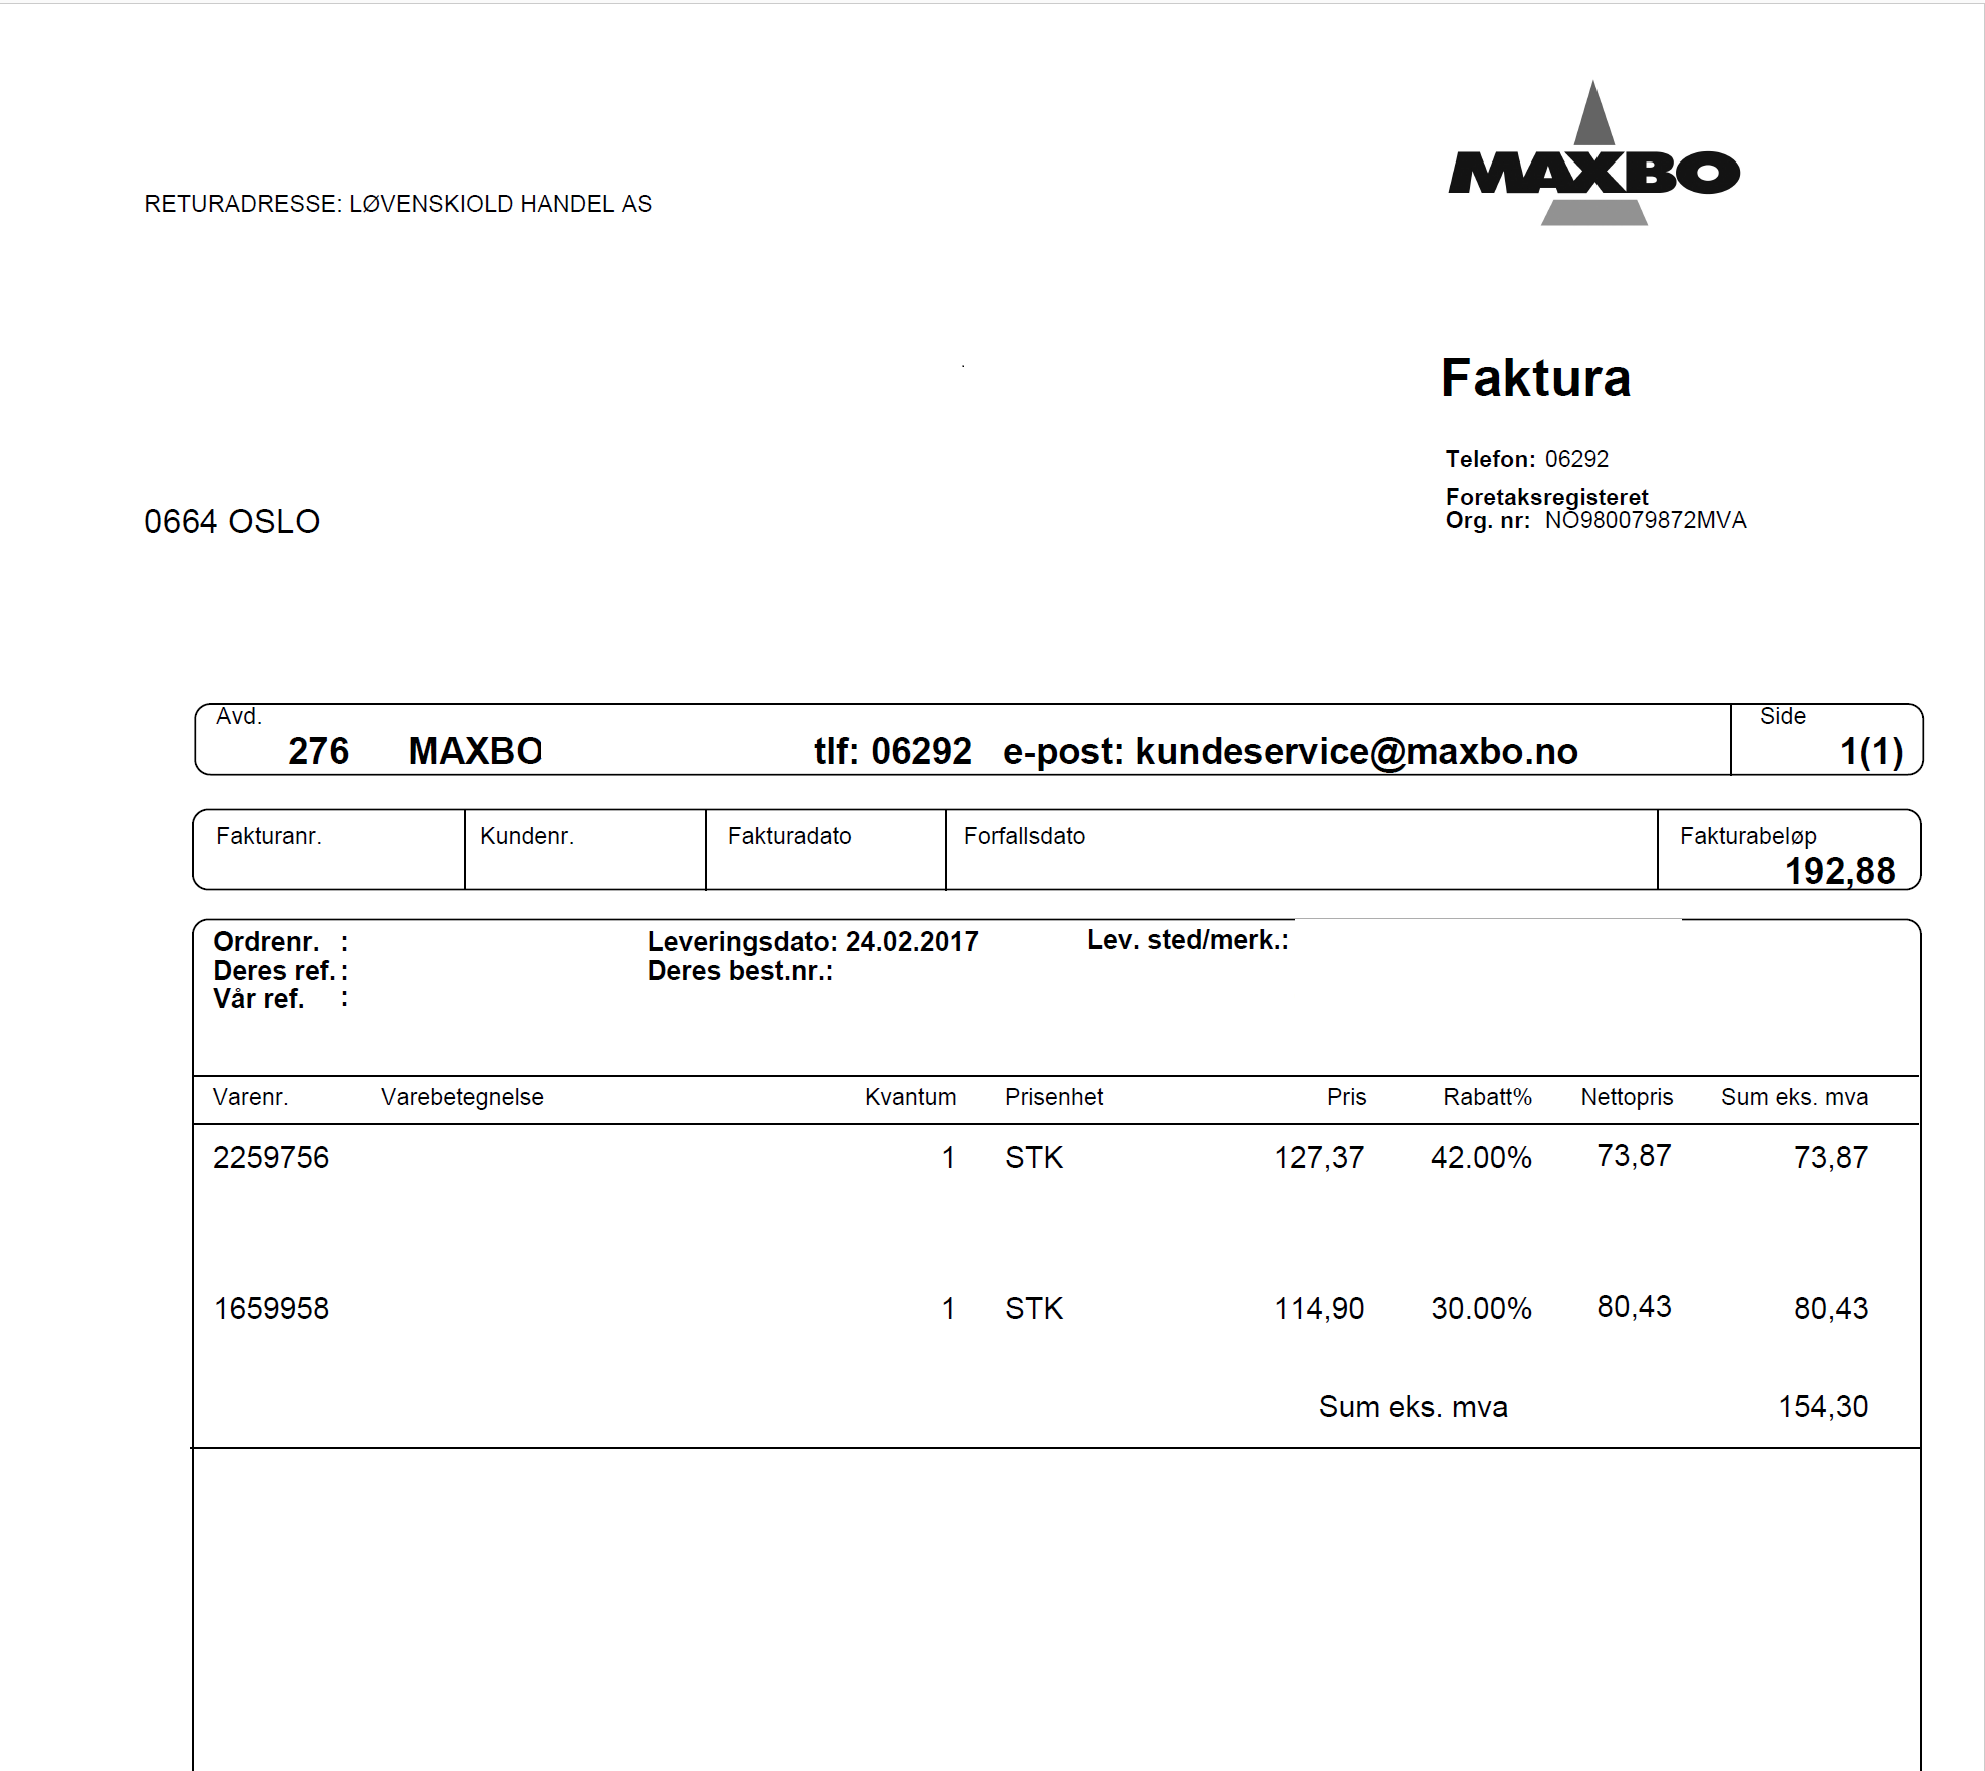 MAXBO
RETURADRESSE: LØVENSKIOLD HANDEL AS
Faktura
Telefon: 06292
Foretaksregisteret
Org. nr: NO980079872MVA
0664 OSLO
Avd. Side
276 MAXBO tlf: 06292 e-post: kundeservice@maxbo.no 1(1)
Fakturanr. Kundenr. Fakturadato Forfallsdato Fakturabeløp
192,88
Ordrenr. : Leveringsdato: 24.02.2017 Lev. sted/merk.:
Deres ref. : Deres best.nr.:
Vår ref. :
Varenr. Varebetegnelse Kvantum Prisenhet Pris Rabatt% Nettopris Sum eks. mva
2259756 1 STK 127,37 42.00% 73,87 73,87
1659958 1 STK 114,90 30.00% 80,43 80,43
Sum eks. mva 154,30